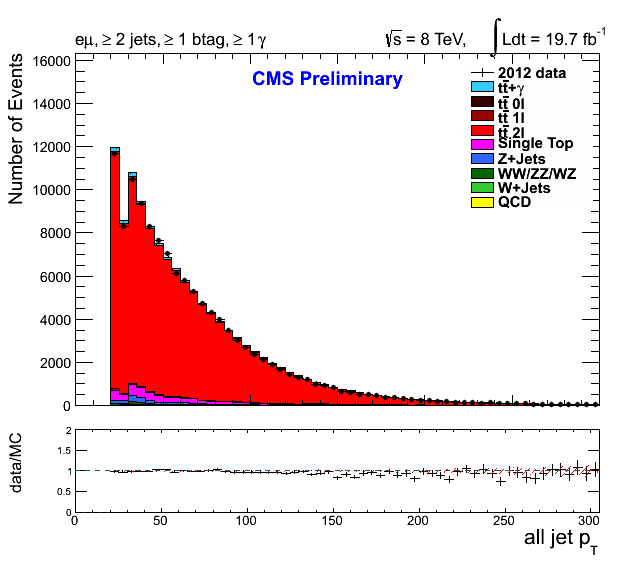 eμ, ≥ 2 jets, ≥ 1 btag, ≥ 1 γ
√s = 8 TeV, ∫ Ldt = 19.7 fb⁻¹
CMS Preliminary
2012 data
tt̄+γ
tt̄ 0l
tt̄ 1l
tt̄ 2l
Single Top
Z+Jets
WW/ZZ/WZ
W+Jets
QCD
Number of Events
16000
14000
12000
10000
8000
6000
4000
2000
0
data/MC
2
1.5
1
0.5
0
0 50 100 150 200 250 300
all jet p_T